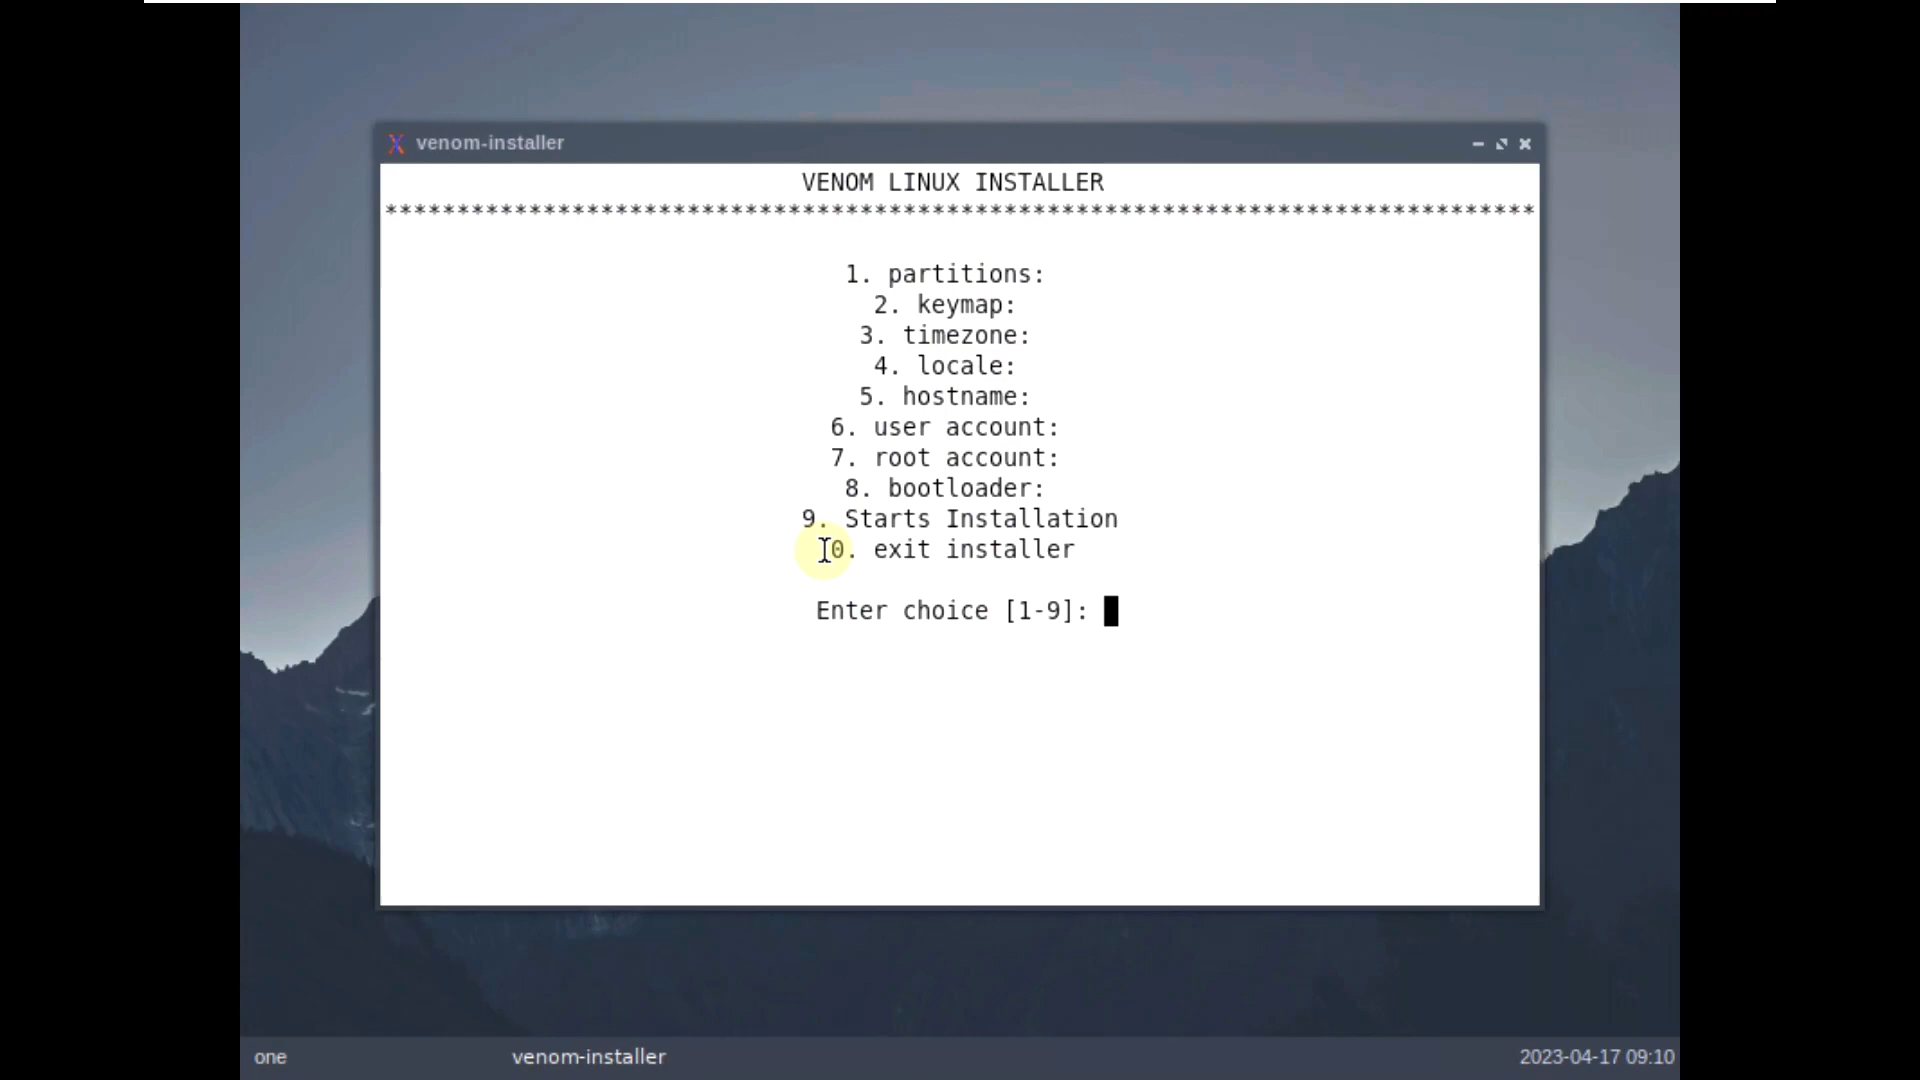 venom-installer
VENOM LINUX INSTALLER
********************************************************************************
1. partitions:
2. keymap:
3. timezone:
4. locale:
5. hostname:
6. user account:
7. root account:
8. bootloader:
9. Starts Installation
0. exit installer
Enter choice [1-9]:
one
venom-installer
2023-04-17 09:10